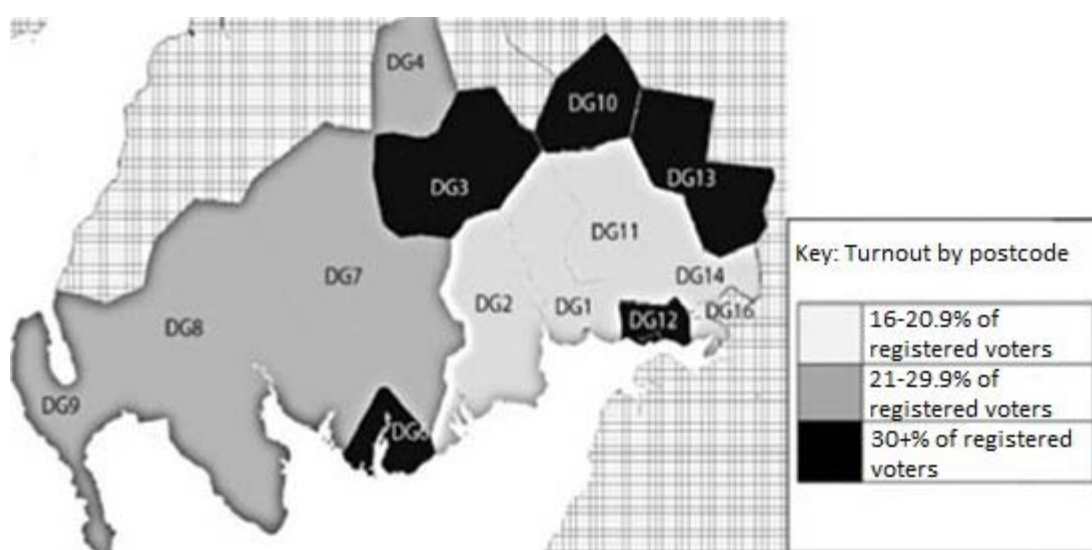 DG4
DG10
DG3
DG13
DG11
DG7
DG14
DG2
DG1
DG12
DG16
DG8
DG9
DG6
Key: Turnout by postcode
16-20.9% of
registered voters
21-29.9% of
registered voters
30+% of registered
voters